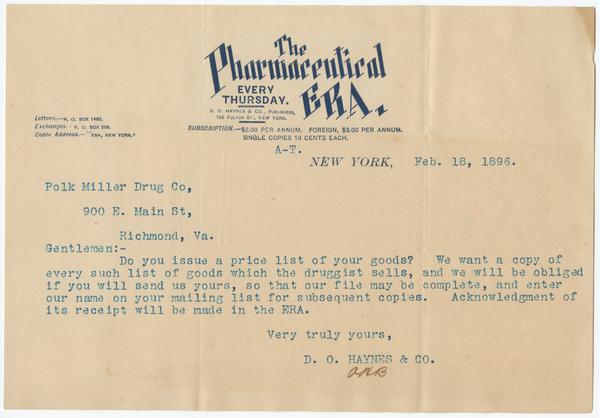 The
Pharmaceutical
EVERY
THURSDAY. ERA.
D. O. HAYNES & CO., PUBLISHERS,
106 FULTON ST., NEW YORK.
Letters.—P. O. BOX 1483.
Exchanges.—P. O. BOX 206.
Cable Address.—"ERA, NEW YORK."
SUBSCRIPTION.—$2.00 PER ANNUM. FOREIGN, $3.00 PER ANNUM.
SINGLE COPIES 10 CENTS EACH.
A-T.
NEW YORK, Feb. 18, 1896.
Polk Miller Drug Co,
900 E. Main St,
Richmond, Va.
Gentlemen:-
Do you issue a price list of your goods? We want a copy of
every such list of goods which the druggist sells, and we will be obliged
if you will send us yours, so that our file may be complete, and enter
our name on your mailing list for subsequent copies. Acknowledgment of
its receipt will be made in the ERA.
Very truly yours,
D. O. HAYNES & CO.